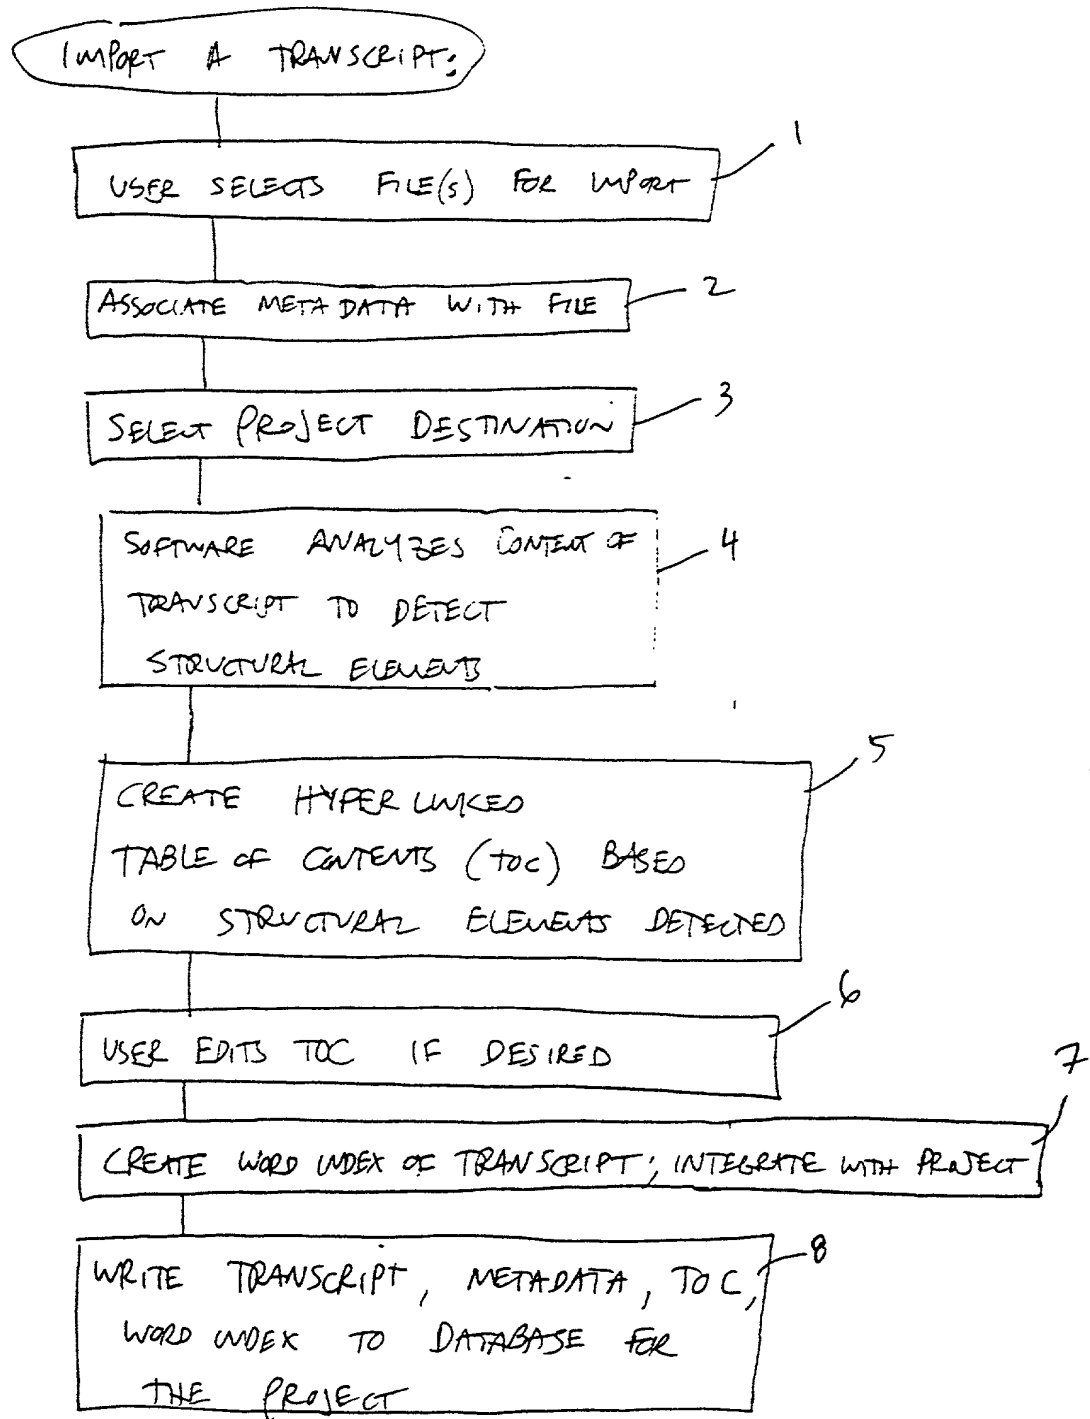 IMPORT A TRANSCRIPT:
1
USER SELECTS FILE(S) FOR IMPORT
2
ASSOCIATE METADATA WITH FILE
3
SELECT PROJECT DESTINATION
SOFTWARE ANALYZES CONTENT OF
4
TRANSCRIPT TO DETECT
STRUCTURAL ELEMENTS
5
CREATE HYPERLINKED
TABLE OF CONTENTS (TOC) BASED
ON STRUCTURAL ELEMENTS DETECTED
6
USER EDITS TOC IF DESIRED
7
CREATE WORD INDEX OF TRANSCRIPT; INTEGRATE WITH PROJECT
8
WRITE TRANSCRIPT, METADATA, TOC,
WORD INDEX TO DATABASE FOR
THE PROJECT